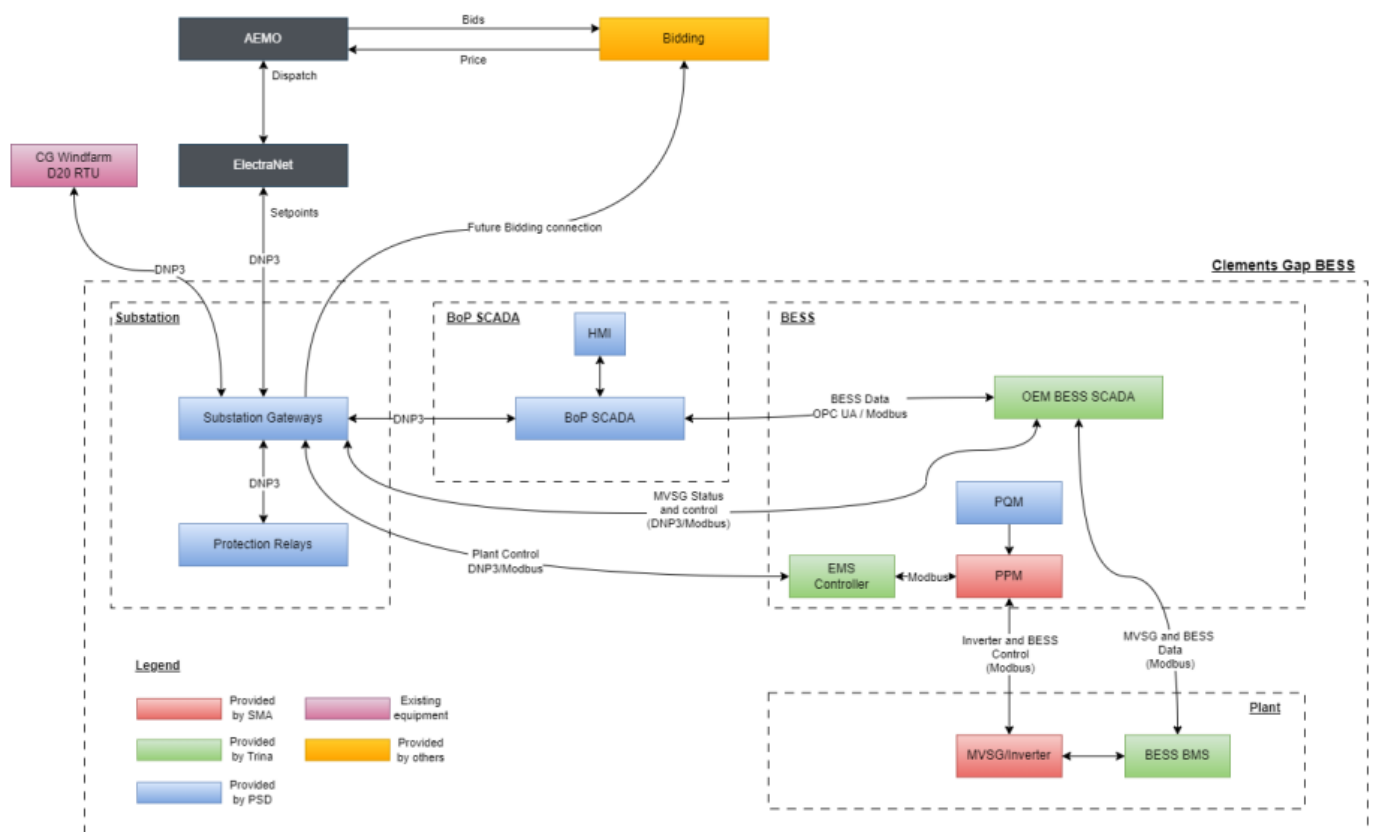 Bids
AEMO
Bidding
Price
Dispatch
CG Windfarm
D20 RTU
ElectraNet
Setpoints
Future Bidding connection
DNP3
DNP3
Clements Gap BESS
Substation
BoP SCADA
BESS
HMI
OEM BESS SCADA
BESS Data
OPC UA / Modbus
Substation Gateways
DNP3
BoP SCADA
DNP3
MVSG Status
and control
(DNP3/Modbus)
PQM
Protection Relays
Plant Control
DNP3/Modbus
EMS
Controller
Modbus
PPM
Inverter and BESS
Control
(Modbus)
MVSG and BESS
Data
(Modbus)
Legend
Provided
by SMA
Existing
equipment
Provided
by Trina
Provided
by others
Provided
by PSD
Plant
MVSG/Inverter
BESS BMS